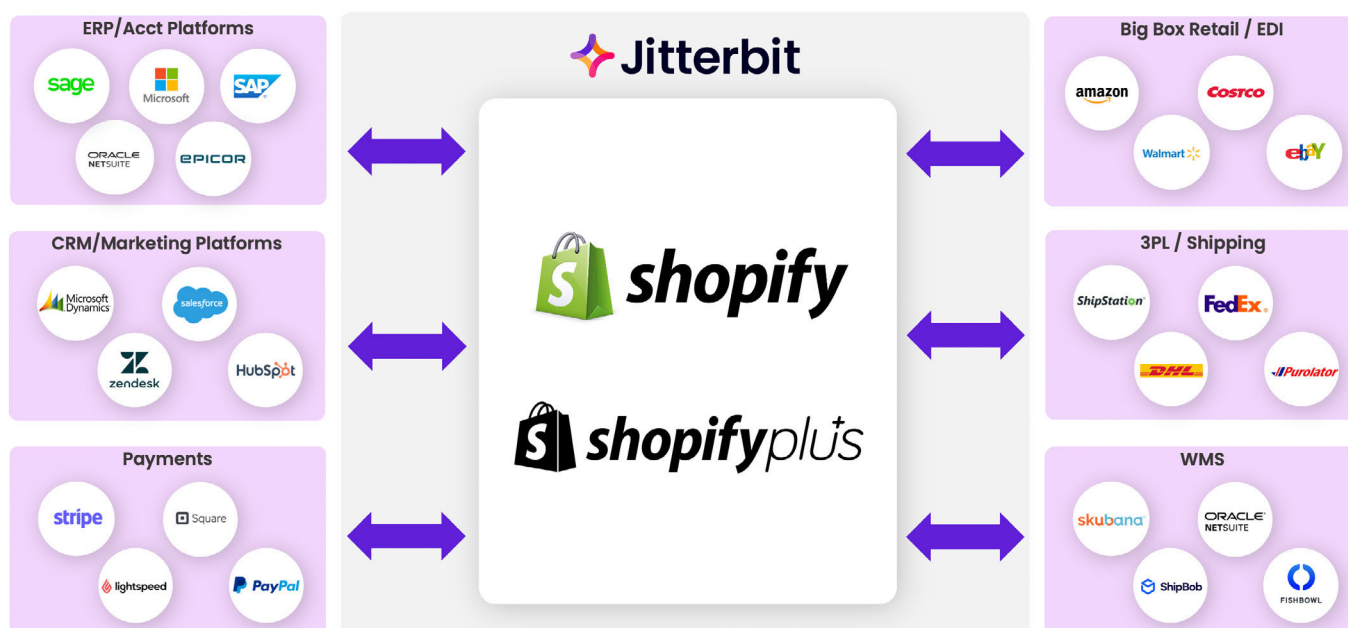 ERP/Acct Platforms
sage
Microsoft
SAP
ORACLE
NETSUITE
EPICOR
CRM/Marketing Platforms
Microsoft
Dynamics
salesforce
zendesk
HubSpot
Payments
stripe
Square
lightspeed
PayPal
Jitterbit
S
shopify
S
shopifyplus
Big Box Retail / EDI
amazon
COSTCO
Walmart
ebaY
3PL / Shipping
ShipStation
FedEx
DHL
Purolator
WMS
skubana
ORACLE
NETSUITE
ShipBob
FISHBOWL